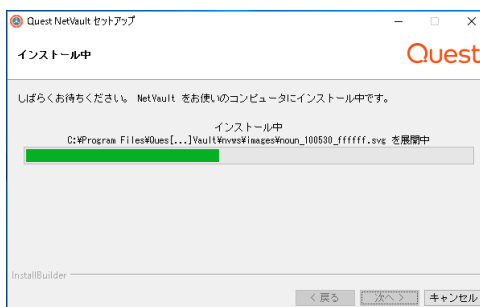 Quest NetVault セットアップ
インストール中
Quest
しばらくお待ちください。 NetVault をお使いのコンピュータにインストール中です。
インストール中
C:¥Program Files¥Ques[...]Vault¥nvws¥images¥noun_100530_ffffff.svg を展開中
InstallBuilder
< 戻る
次へ >
キャンセル